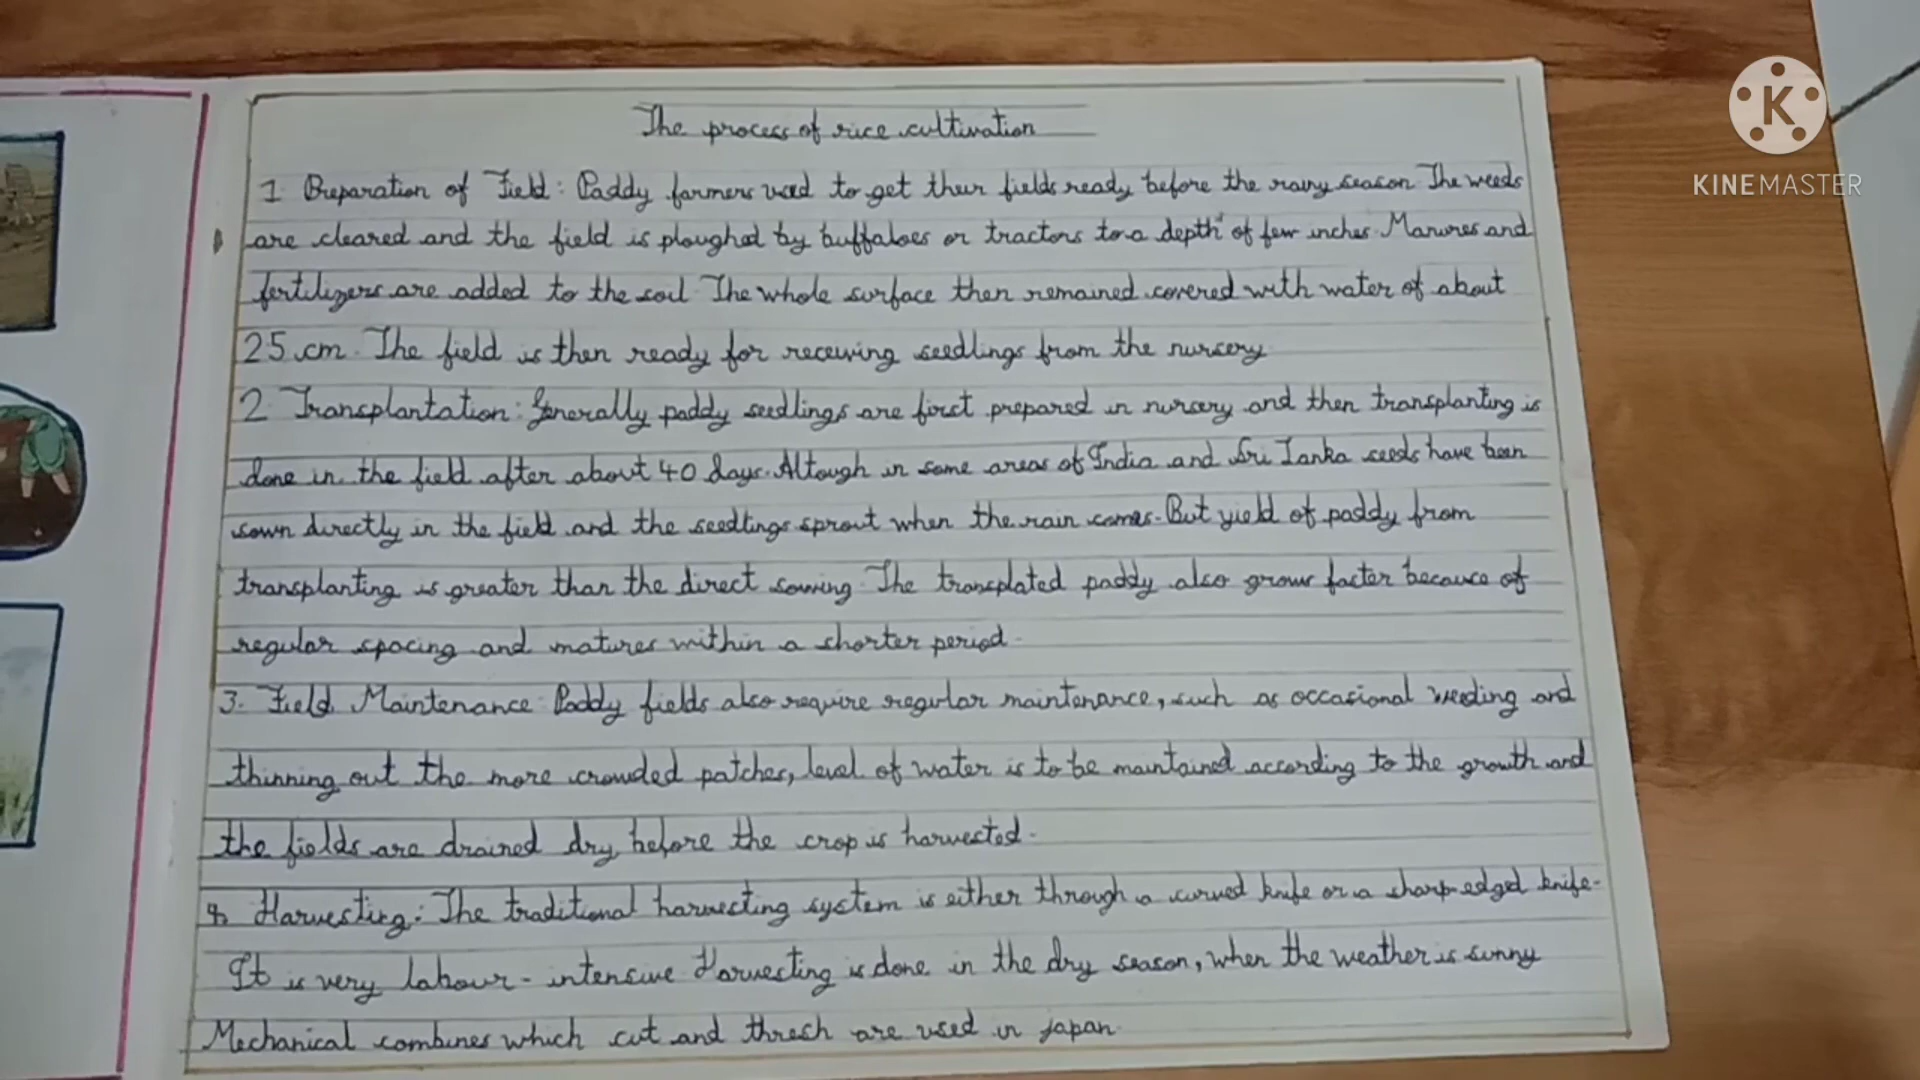 The process of rice cultivation
1. Preparation of Field: Paddy farmers used to get their fields ready before the rainy season. The weeds
are cleared and the field is ploughed by buffaloes or tractors to a depth of few inches. Manures and
fertilizers are added to the soil. The whole surface then remained covered with water of about
25 cm. The field is then ready for receiving seedlings from the nursery.
2. Transplantation: Generally paddy seedlings are first prepared in nursery and then transplanting is
done in the field after about 40 days. Altough in some areas of India and Sri Lanka seeds have been
sown directly in the field and the seedlings sprout when the rain comes. But yield of paddy from
transplanting is greater than the direct sowing. The transplated paddy also grows faster because of
regular spacing and matures within a shorter period.
3. Field Maintenance: Paddy fields also require regular maintenance, such as occasional weeding and
thinning out the more crowded patches, level of water is to be maintained according to the growth and
the fields are drained dry before the crop is harvested.
4. Harvesting: The traditional harvesting system is either through a curved knife or a sharp-edged knife.
It is very labour-intensive Harvesting is done in the dry season, when the weather is sunny
Mechanical combines which cut and thresh are used in japan.
K
KINEMASTER